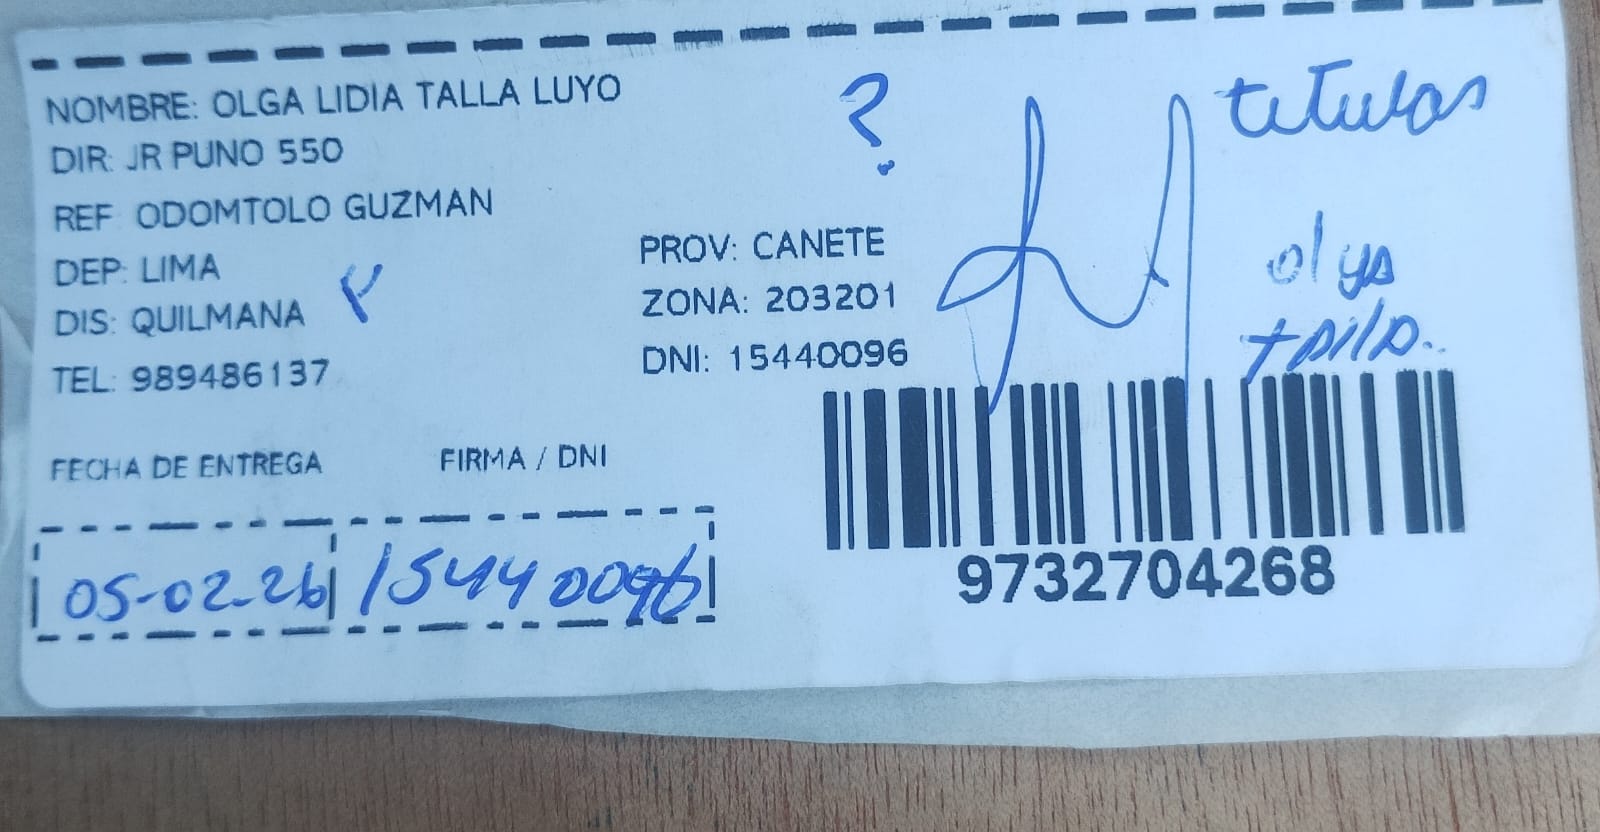 NOMBRE: OLGA LIDIA TALLA LUYO
?
titular
DIR: JR PUNO 550
REF: ODOMTOLO GUZMAN
DEP: LIMA
PROV: CANETE
DIS: QUILMANA
ZONA: 203201
TEL: 989486137
DNI: 15440096
olga
talla..
FECHA DE ENTREGA
FIRMA / DNI
05-02-26
15440096
9732704268